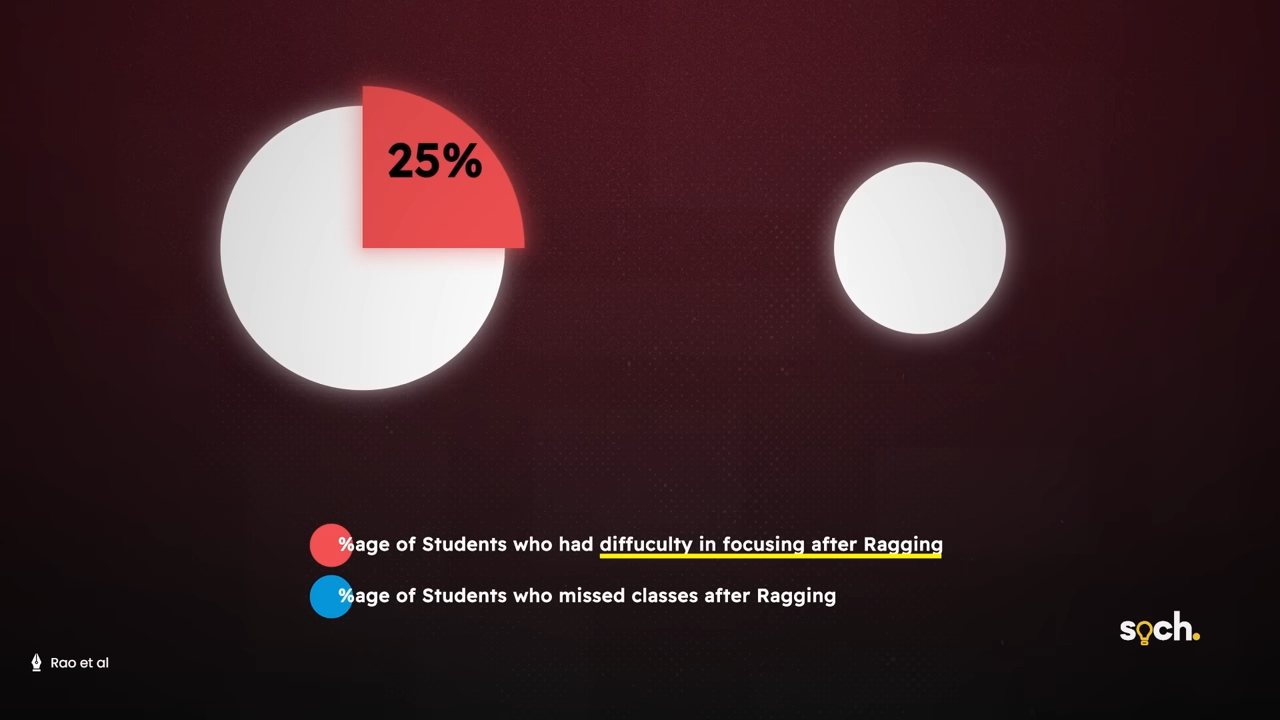 25%
%age of Students who had diffuculty in focusing after Ragging
%age of Students who missed classes after Ragging
soch.
Rao et al